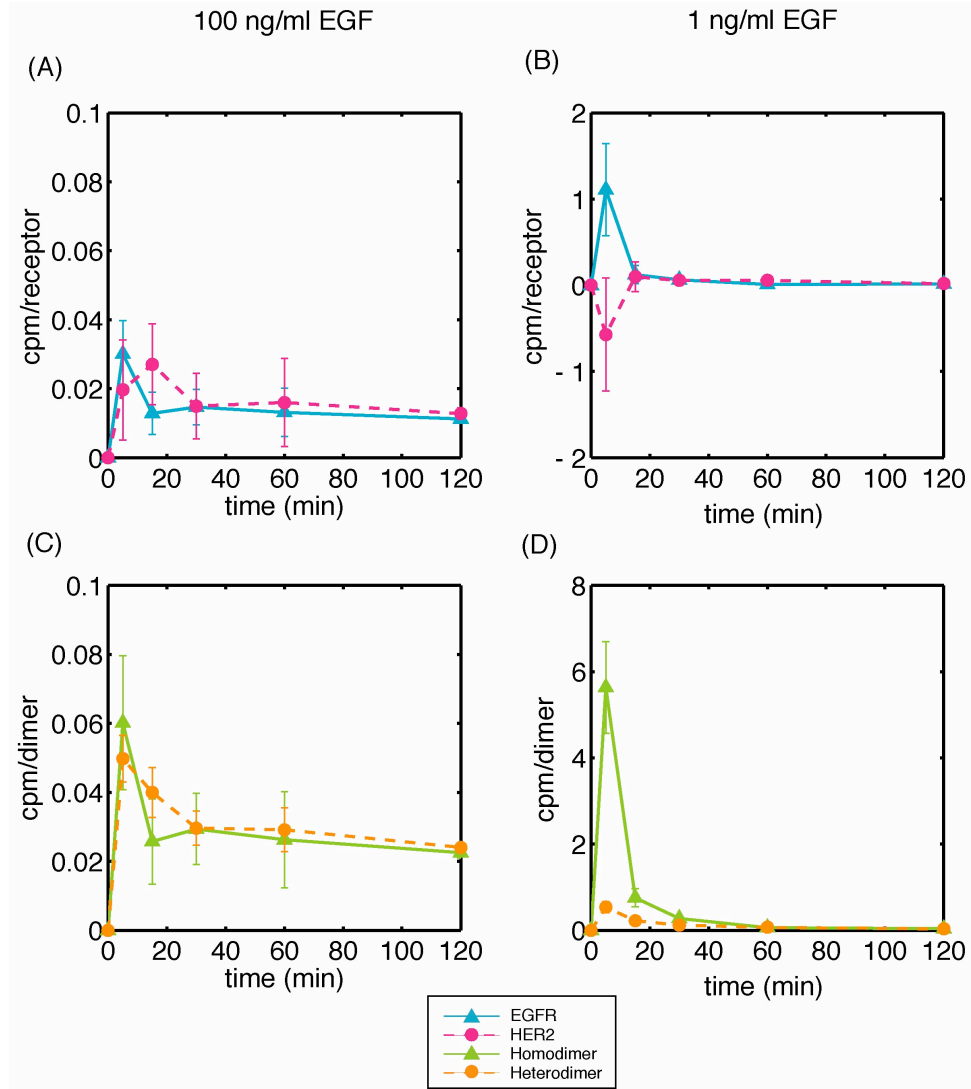 100 ng/ml EGF
1 ng/ml EGF
(A)
0.1
0.08
0.06
0.04
0.02
0
cpm/receptor
0 20 40 60 80 100 120
time (min)
(B)
2
1
0
- 1
- 2
cpm/receptor
0 20 40 60 80 100 120
time (min)
(C)
0.1
0.08
0.06
0.04
0.02
0
cpm/dimer
0 20 40 60 80 100 120
time (min)
(D)
8
6
4
2
0
cpm/dimer
0 20 40 60 80 100 120
time (min)
EGFR
HER2
Homodimer
Heterodimer